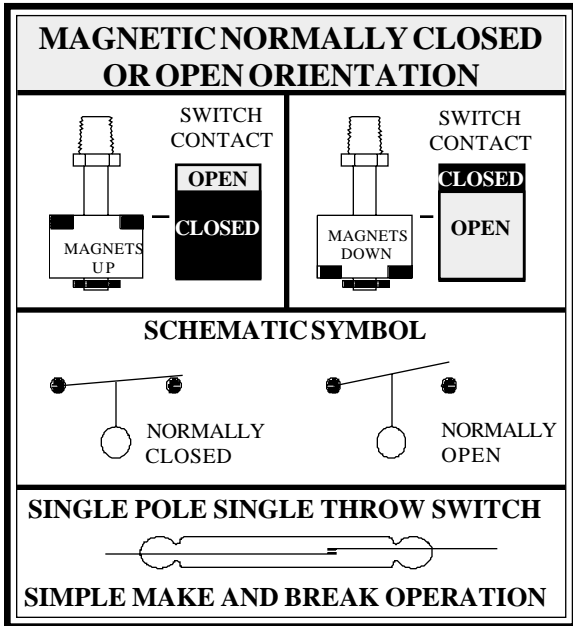 MAGNETIC NORMALLY CLOSED
OR OPEN ORIENTATION
SWITCH
CONTACT
OPEN
CLOSED
MAGNETS
UP
SWITCH
CONTACT
CLOSED
OPEN
MAGNETS
DOWN
SCHEMATIC SYMBOL
NORMALLY
CLOSED
NORMALLY
OPEN
SINGLE POLE SINGLE THROW SWITCH
SIMPLE MAKE AND BREAK OPERATION